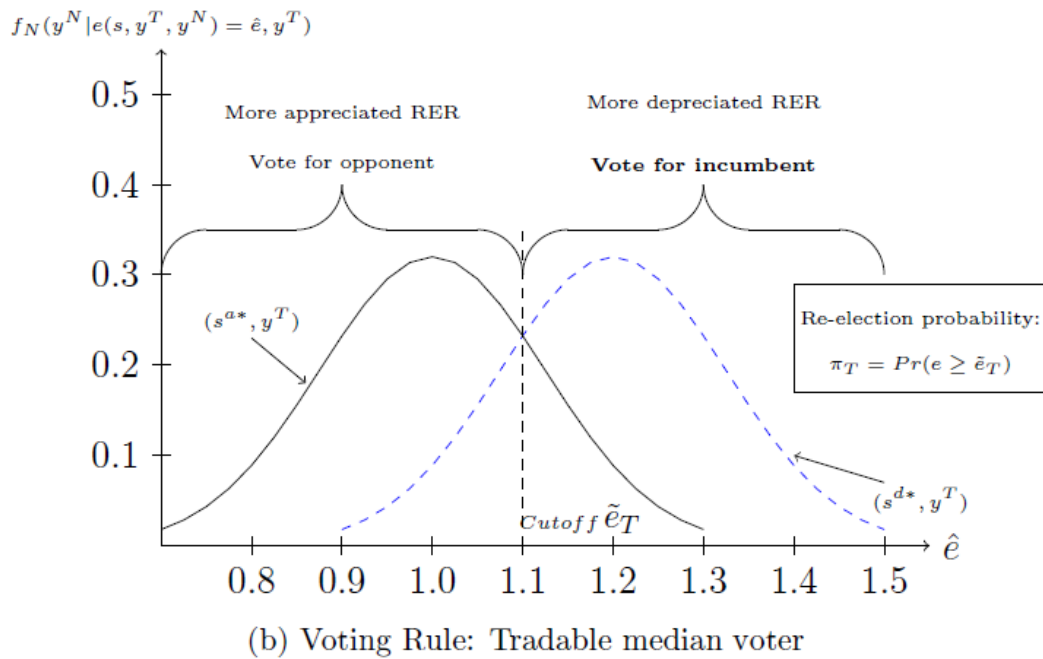 f_N(y^N|e(s, y^T, y^N) = ê, y^T)
0.5
0.4
0.3
0.2
0.1
More appreciated RER
Vote for opponent
More depreciated RER
Vote for incumbent
(s^{a*}, y^T)
Re-election probability:
π_T = Pr(e ≥ ẽ_T)
(s^{d*}, y^T)
Cutoff ẽ_T
ê
0.8 0.9 1.0 1.1 1.2 1.3 1.4 1.5
(b) Voting Rule: Tradable median voter